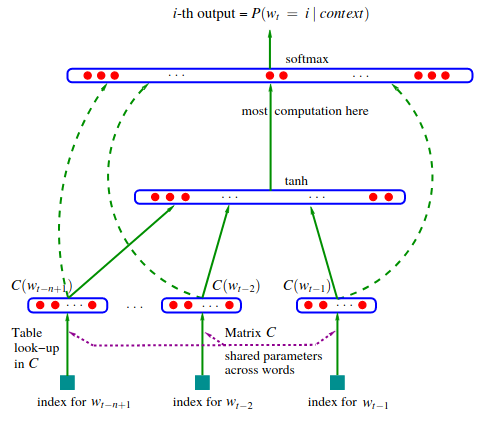 i-th output = P(w_t = i | context)
softmax
...
...
most computation here
tanh
...
...
C(w_{t−n+1})
C(w_{t−2})
C(w_{t−1})
...
...
...
...
Table
look−up
in C
Matrix C
shared parameters
across words
index for w_{t−n+1}
index for w_{t−2}
index for w_{t−1}